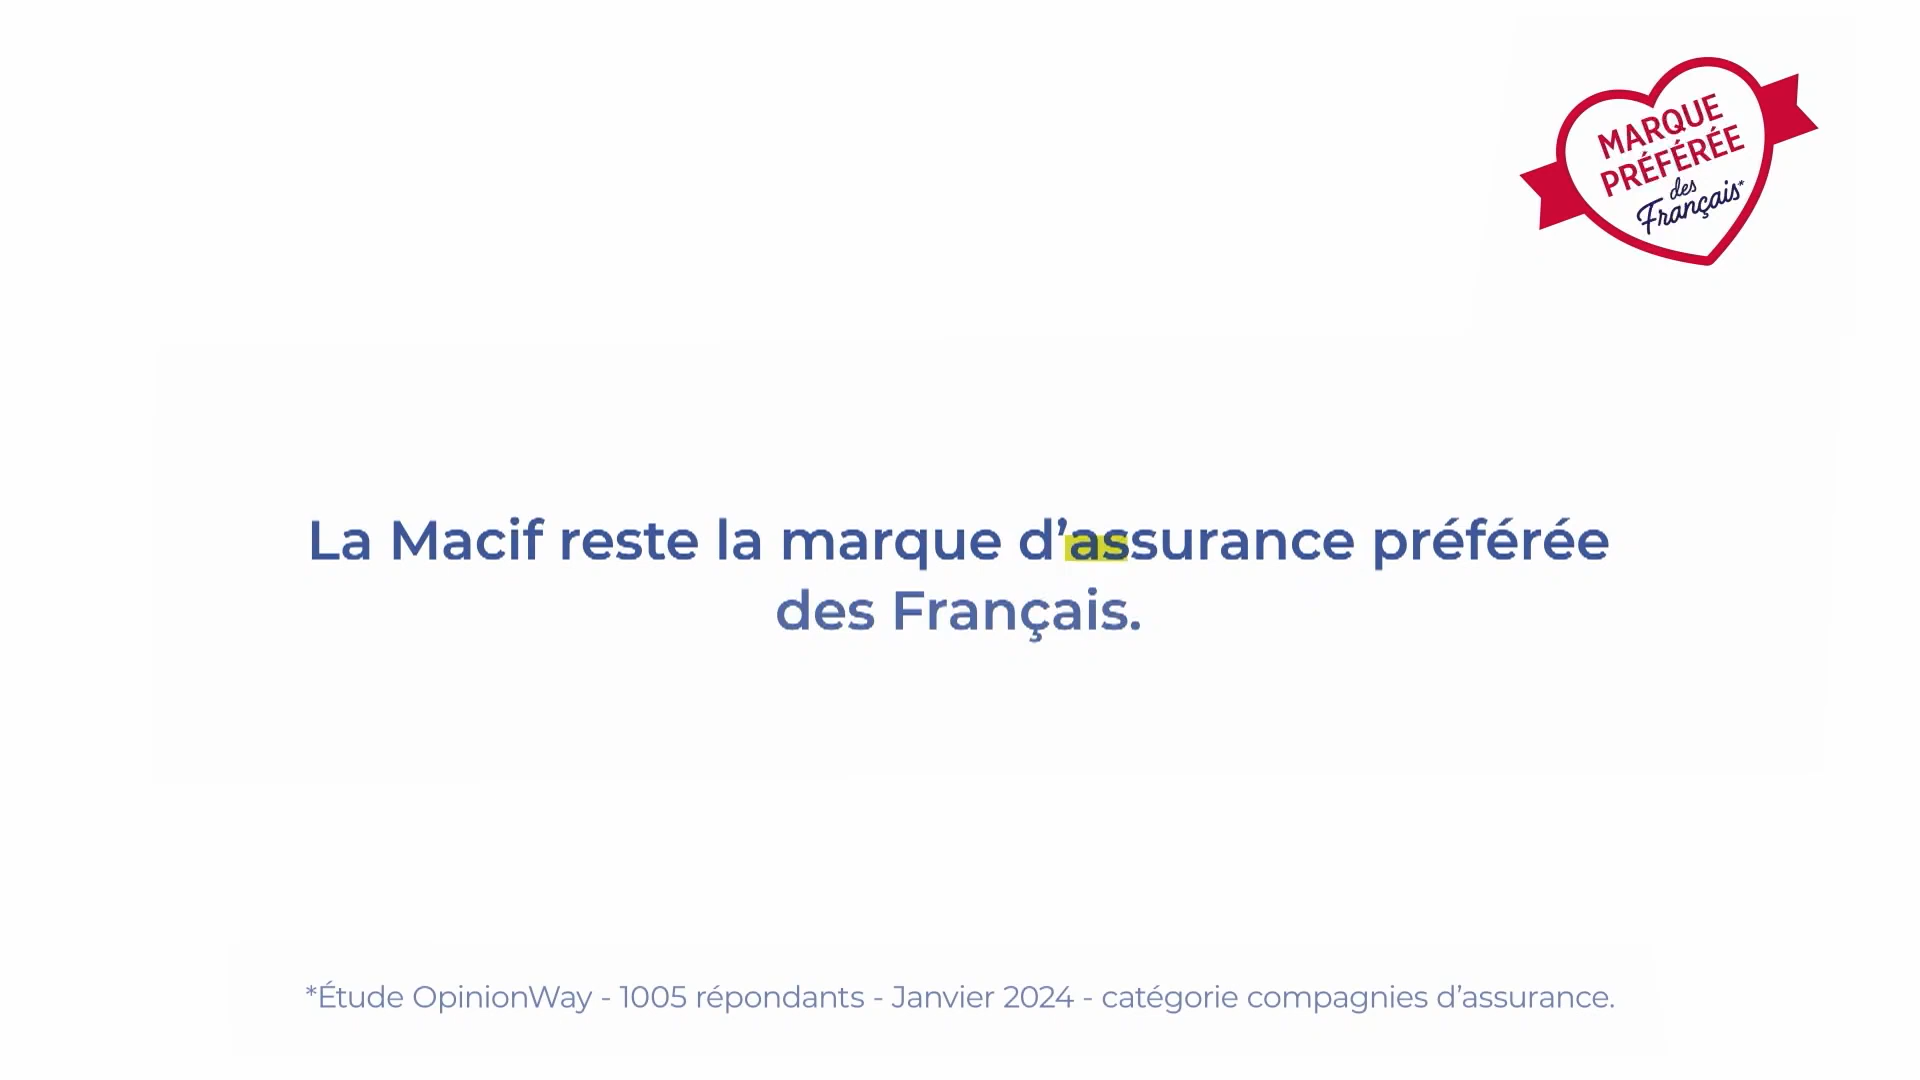 MARQUE
PRÉFÉRÉE
des
Français*
La Macif reste la marque d’assurance préférée
des Français.
*Étude OpinionWay - 1005 répondants - Janvier 2024 - catégorie compagnies d’assurance.